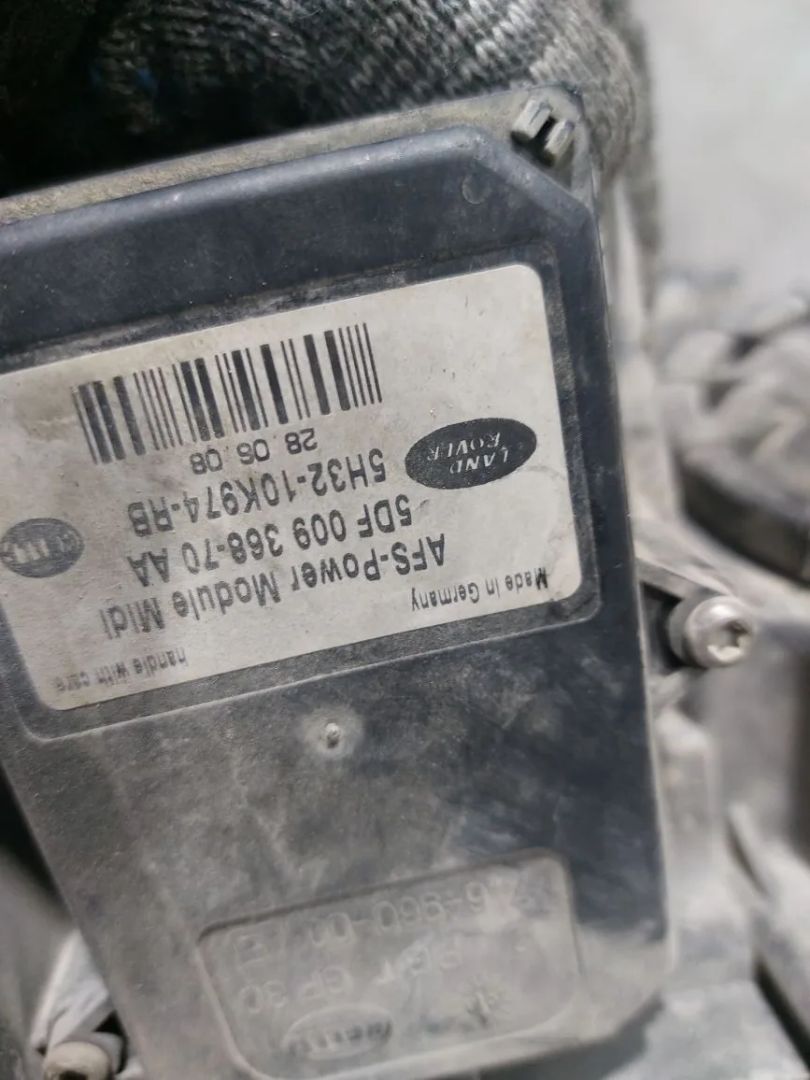 Made in Germany
handle with care
AFS-Power Module Midi
5DF 009 368-70 AA
5H32-10K974-RB
28.06.08
LAND
ROVER